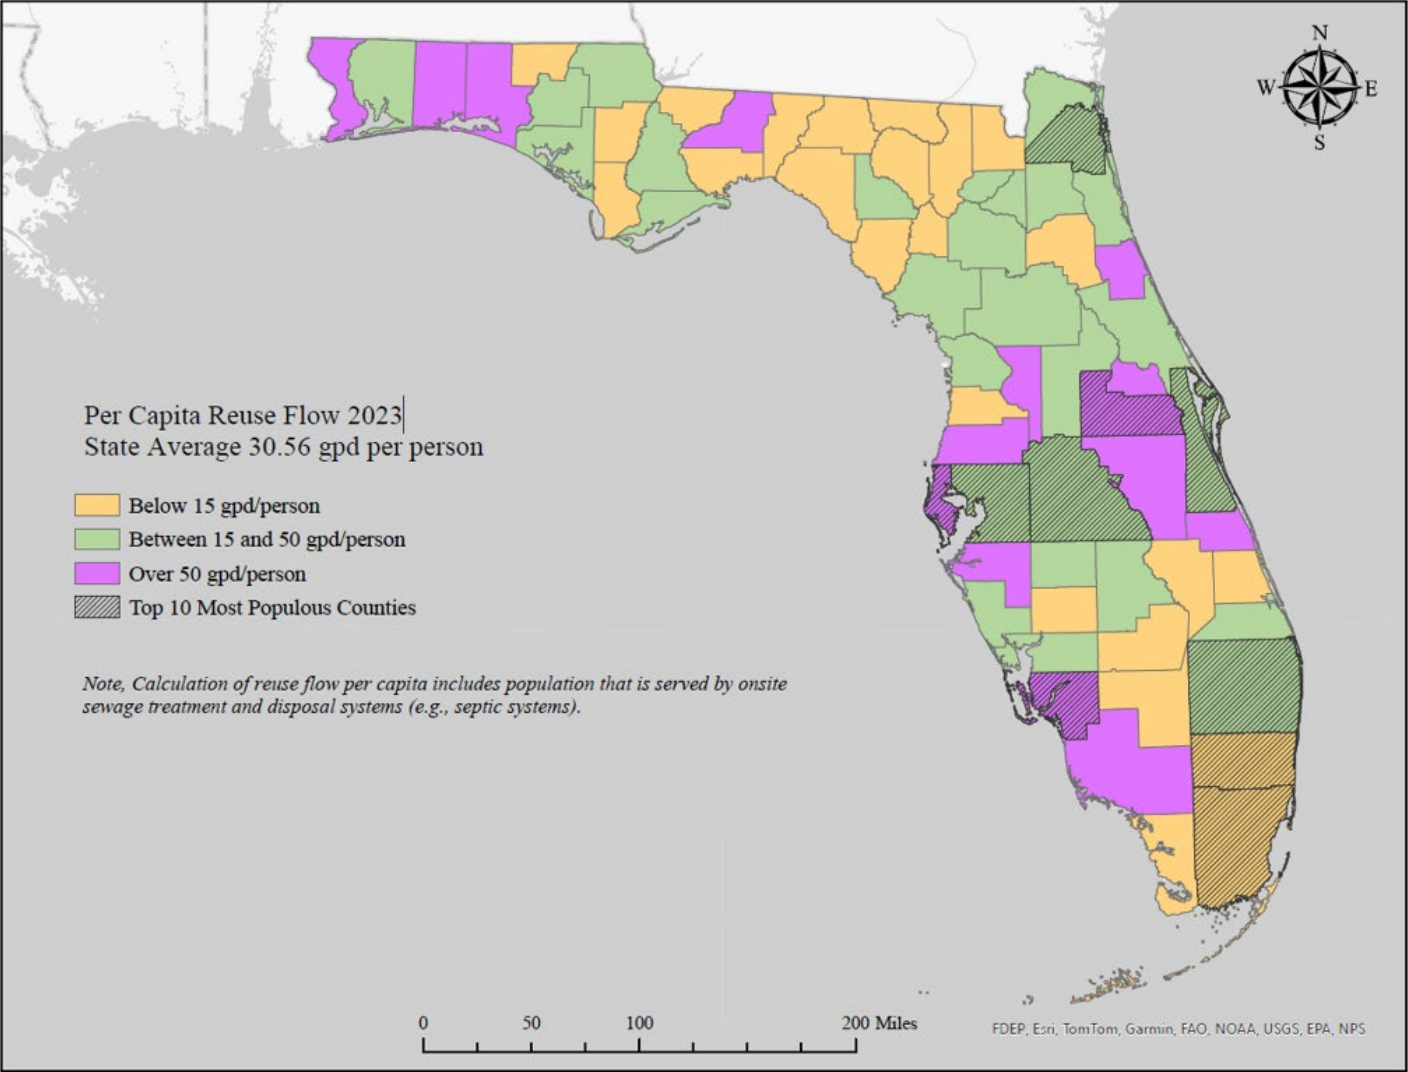 N
W E
S
Per Capita Reuse Flow 2023
State Average 30.56 gpd per person
Below 15 gpd/person
Between 15 and 50 gpd/person
Over 50 gpd/person
Top 10 Most Populous Counties
Note, Calculation of reuse flow per capita includes population that is served by onsite
sewage treatment and disposal systems (e.g., septic systems).
0 50 100 200 Miles
FDEP, Esri, TomTom, Garmin, FAO, NOAA, USGS, EPA, NPS